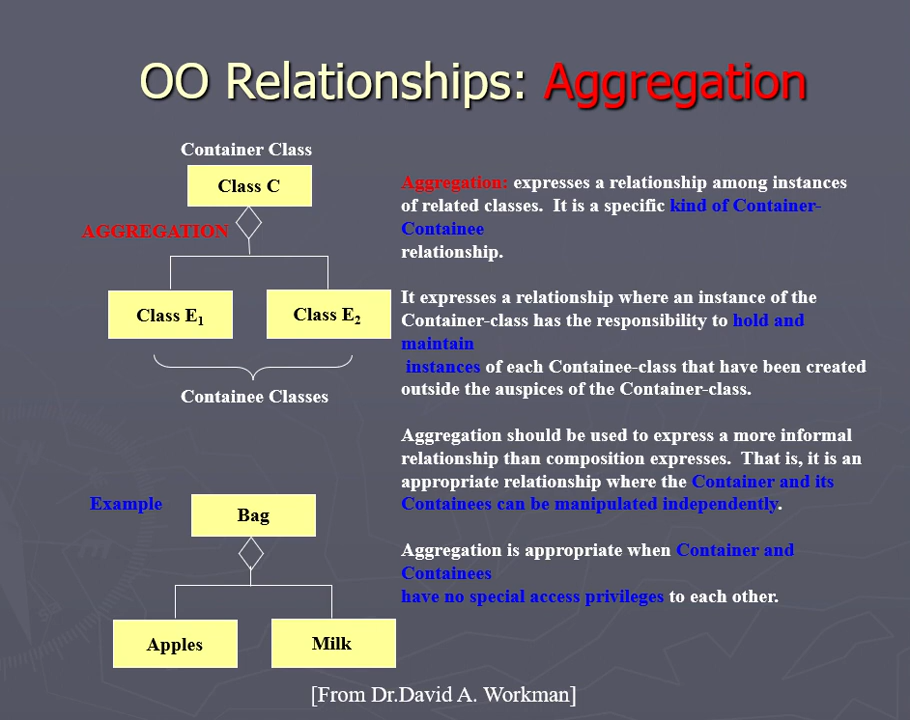 OO Relationships: Aggregation
Container Class
Class C
AGGREGATION
Class E1
Class E2
Containee Classes
Aggregation: expresses a relationship among instances
of related classes. It is a specific kind of Container-
Containee
relationship.
It expresses a relationship where an instance of the
Container-class has the responsibility to hold and
maintain
instances of each Containee-class that have been created
outside the auspices of the Container-class.
Aggregation should be used to express a more informal
relationship than composition expresses. That is, it is an
appropriate relationship where the Container and its
Containees can be manipulated independently.
Aggregation is appropriate when Container and
Containees
have no special access privileges to each other.
Example
Bag
Apples
Milk
[From Dr.David A. Workman]